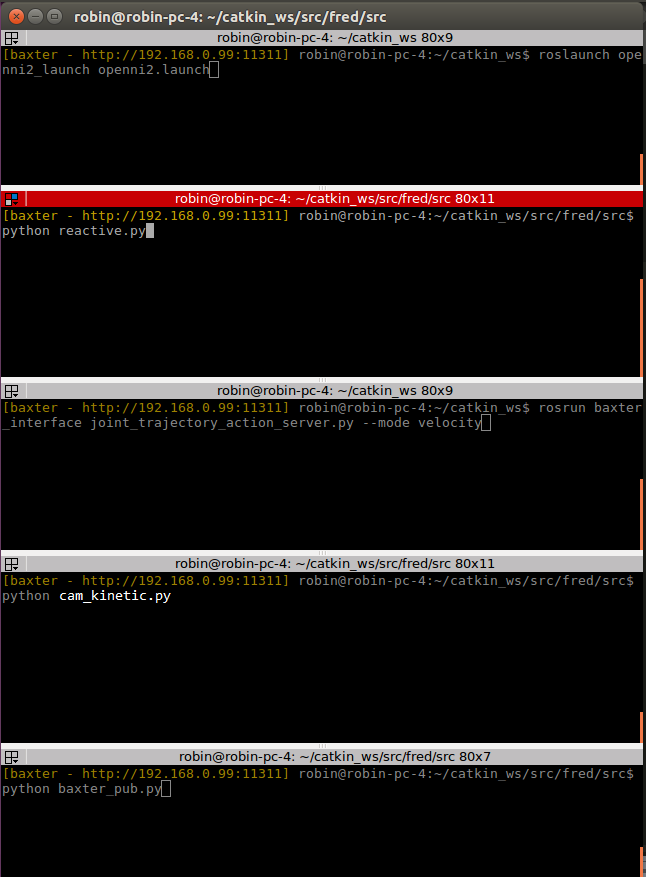 robin@robin-pc-4: ~/catkin_ws/src/fred/src
robin@robin-pc-4: ~/catkin_ws 80x9
[baxter - http://192.168.0.99:11311] robin@robin-pc-4:~/catkin_ws$ roslaunch ope
nni2_launch openni2.launch
robin@robin-pc-4: ~/catkin_ws/src/fred/src 80x11
[baxter - http://192.168.0.99:11311] robin@robin-pc-4:~/catkin_ws/src/fred/src$
python reactive.py
robin@robin-pc-4: ~/catkin_ws 80x9
[baxter - http://192.168.0.99:11311] robin@robin-pc-4:~/catkin_ws$ rosrun baxter
_interface joint_trajectory_action_server.py --mode velocity
robin@robin-pc-4: ~/catkin_ws/src/fred/src 80x11
[baxter - http://192.168.0.99:11311] robin@robin-pc-4:~/catkin_ws/src/fred/src$
python cam_kinetic.py
robin@robin-pc-4: ~/catkin_ws/src/fred/src 80x7
[baxter - http://192.168.0.99:11311] robin@robin-pc-4:~/catkin_ws/src/fred/src$
python baxter_pub.py